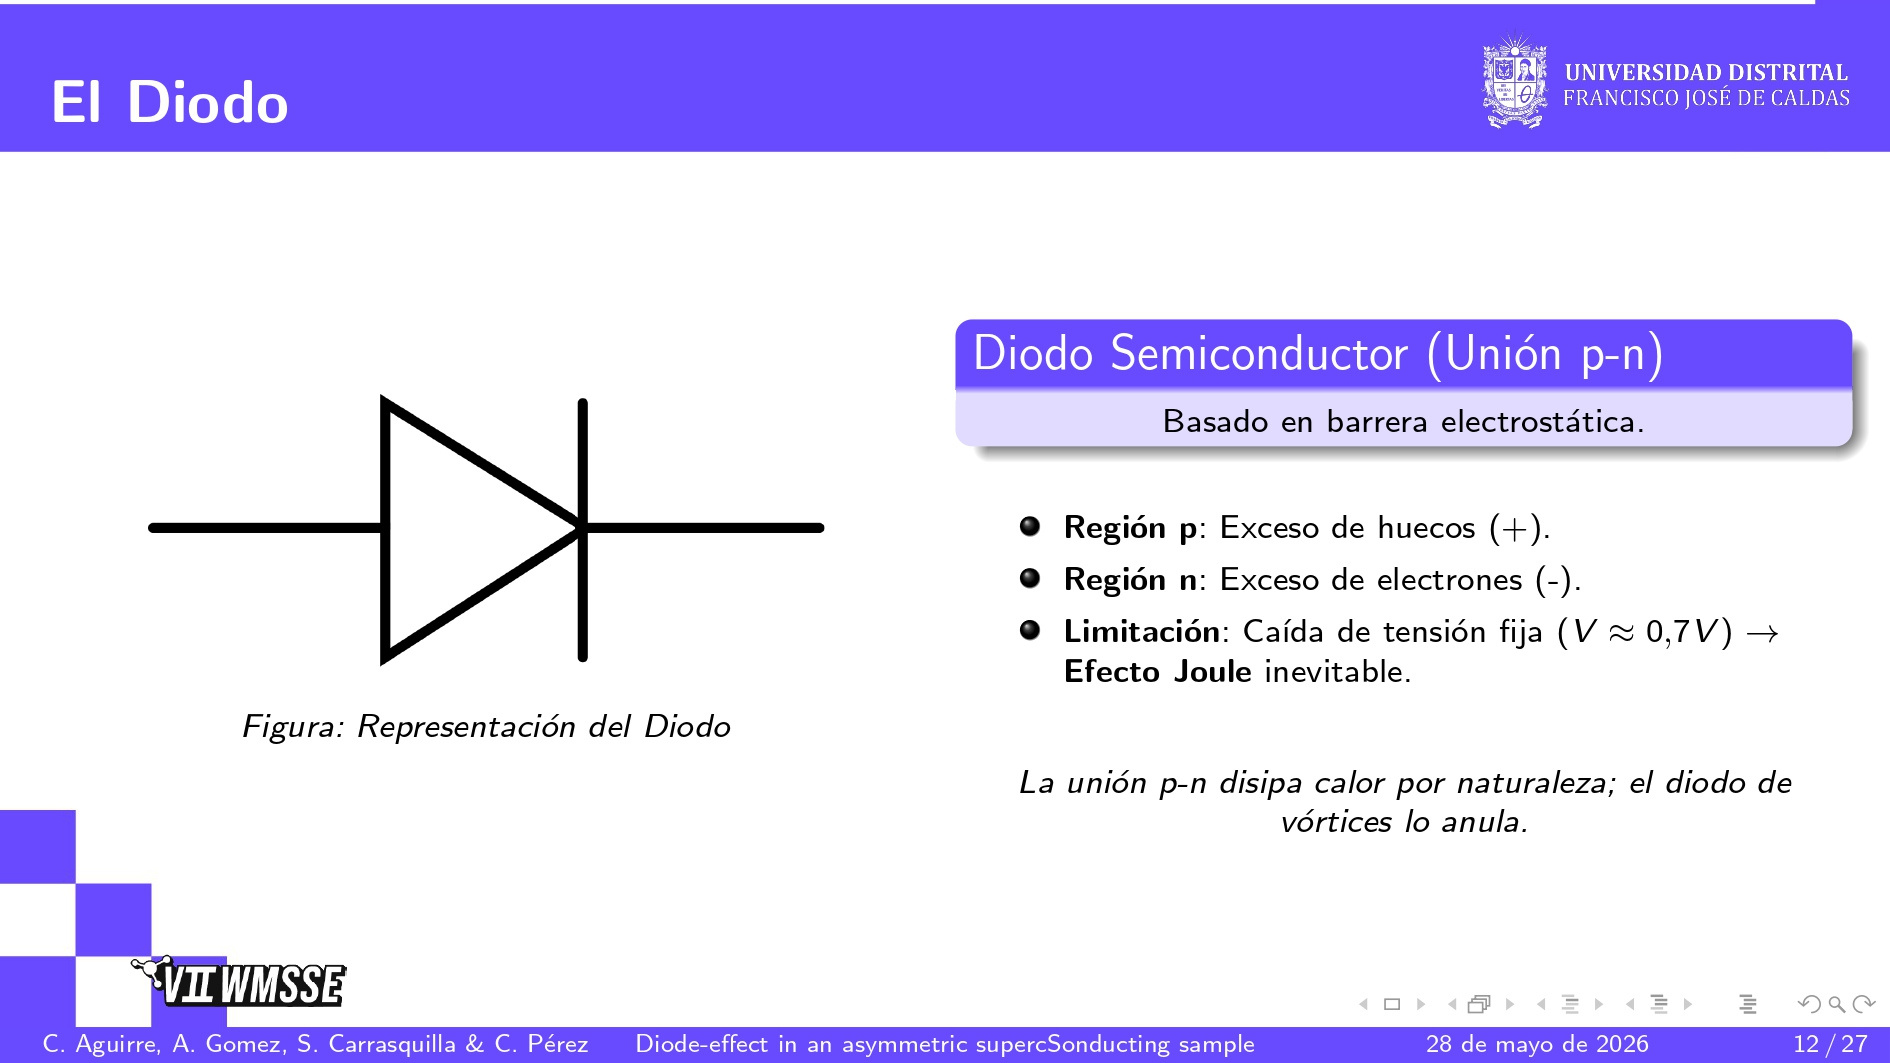 El Diodo
UNIVERSIDAD DISTRITAL
FRANCISCO JOSÉ DE CALDAS
Figura: Representación del Diodo
Diodo Semiconductor (Unión p-n)
Basado en barrera electrostática.
Región p: Exceso de huecos (+).
Región n: Exceso de electrones (-).
Limitación: Caída de tensión fija (V ≈ 0,7V) →
Efecto Joule inevitable.
La unión p-n disipa calor por naturaleza; el diodo de
vórtices lo anula.
VII WMSSE
C. Aguirre, A. Gomez, S. Carrasquilla & C. Pérez
Diode-effect in an asymmetric supercSonducting sample
28 de mayo de 2026
12 / 27